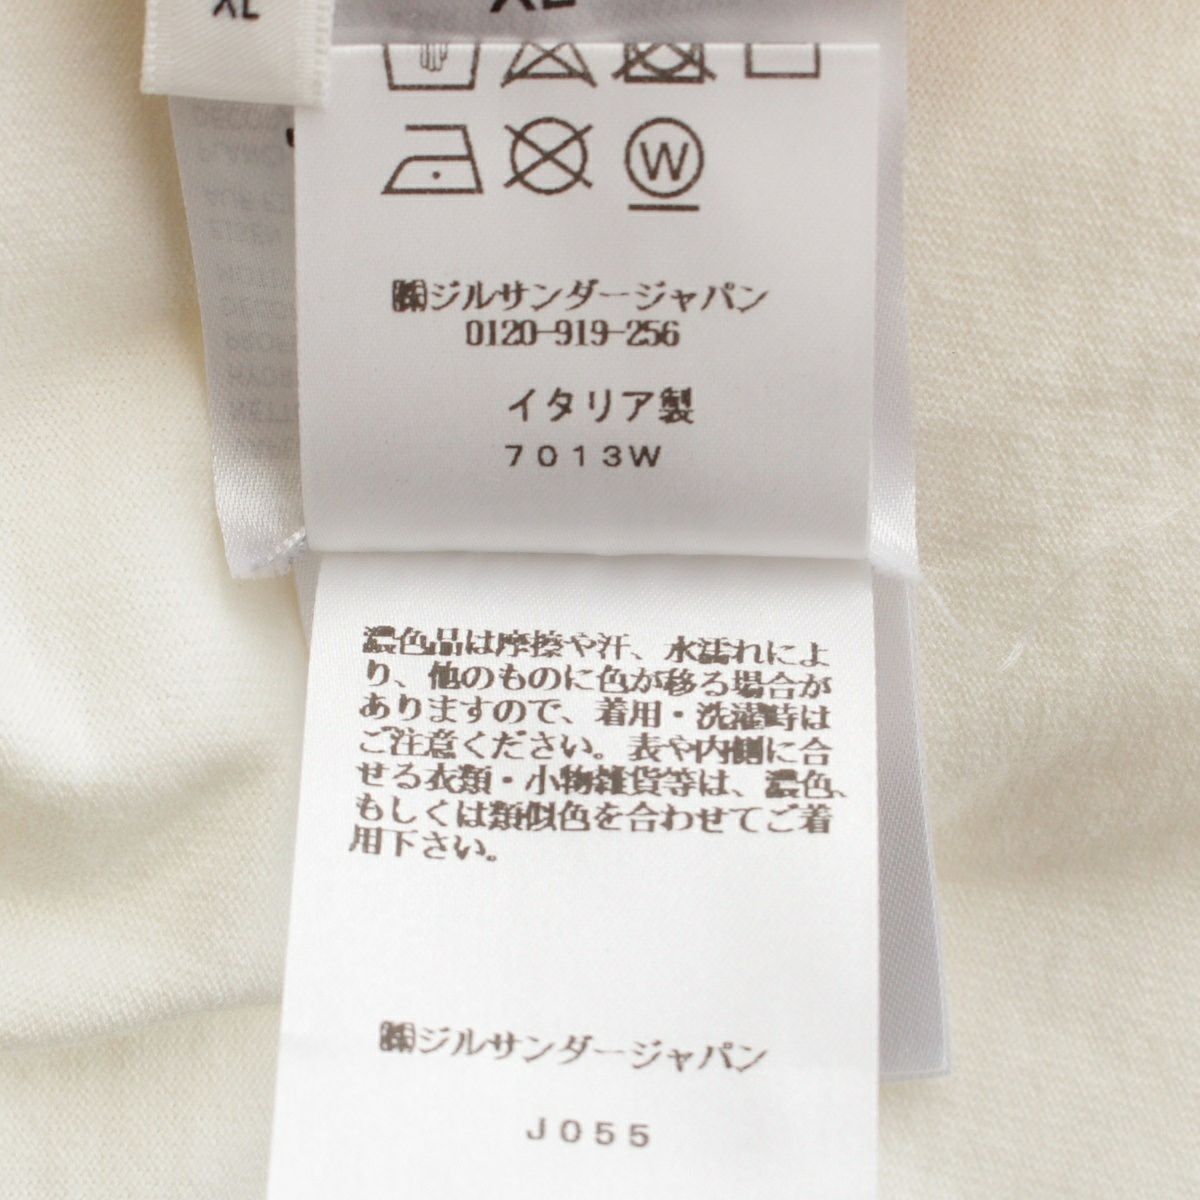 XL
XL
W
㈱ジルサンダージャパン
0120-919-256
イタリア製
7013W
濃色品は摩擦や汗、水濡れによ
り、他のものに色が移る場合が
ありますので、着用・洗濯時は
ご注意ください。表や内側に合
せる衣類・小物雑貨等は、濃色、
もしくは類似色を合わせてご着
用下さい。
㈱ジルサンダージャパン
J055